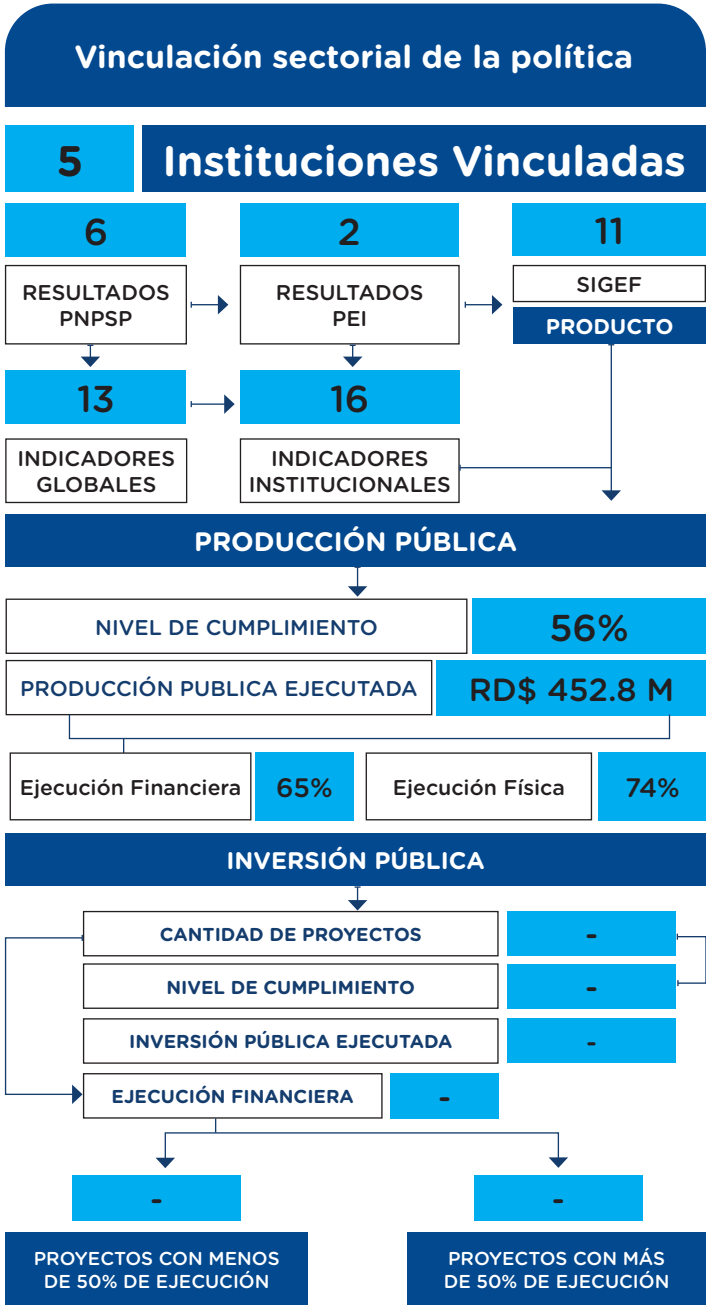 Vinculación sectorial de la política
5 Instituciones Vinculadas
6
2
11
RESULTADOS
PNPSP
RESULTADOS
PEI
SIGEF
PRODUCTO
13
16
INDICADORES
GLOBALES
INDICADORES
INSTITUCIONALES
PRODUCCIÓN PÚBLICA
NIVEL DE CUMPLIMIENTO 56%
PRODUCCIÓN PUBLICA EJECUTADA RD$ 452.8 M
Ejecución Financiera 65% Ejecución Física 74%
INVERSIÓN PÚBLICA
CANTIDAD DE PROYECTOS -
NIVEL DE CUMPLIMIENTO -
INVERSIÓN PÚBLICA EJECUTADA -
EJECUCIÓN FINANCIERA -
-
-
PROYECTOS CON MENOS
DE 50% DE EJECUCIÓN
PROYECTOS CON MÁS
DE 50% DE EJECUCIÓN